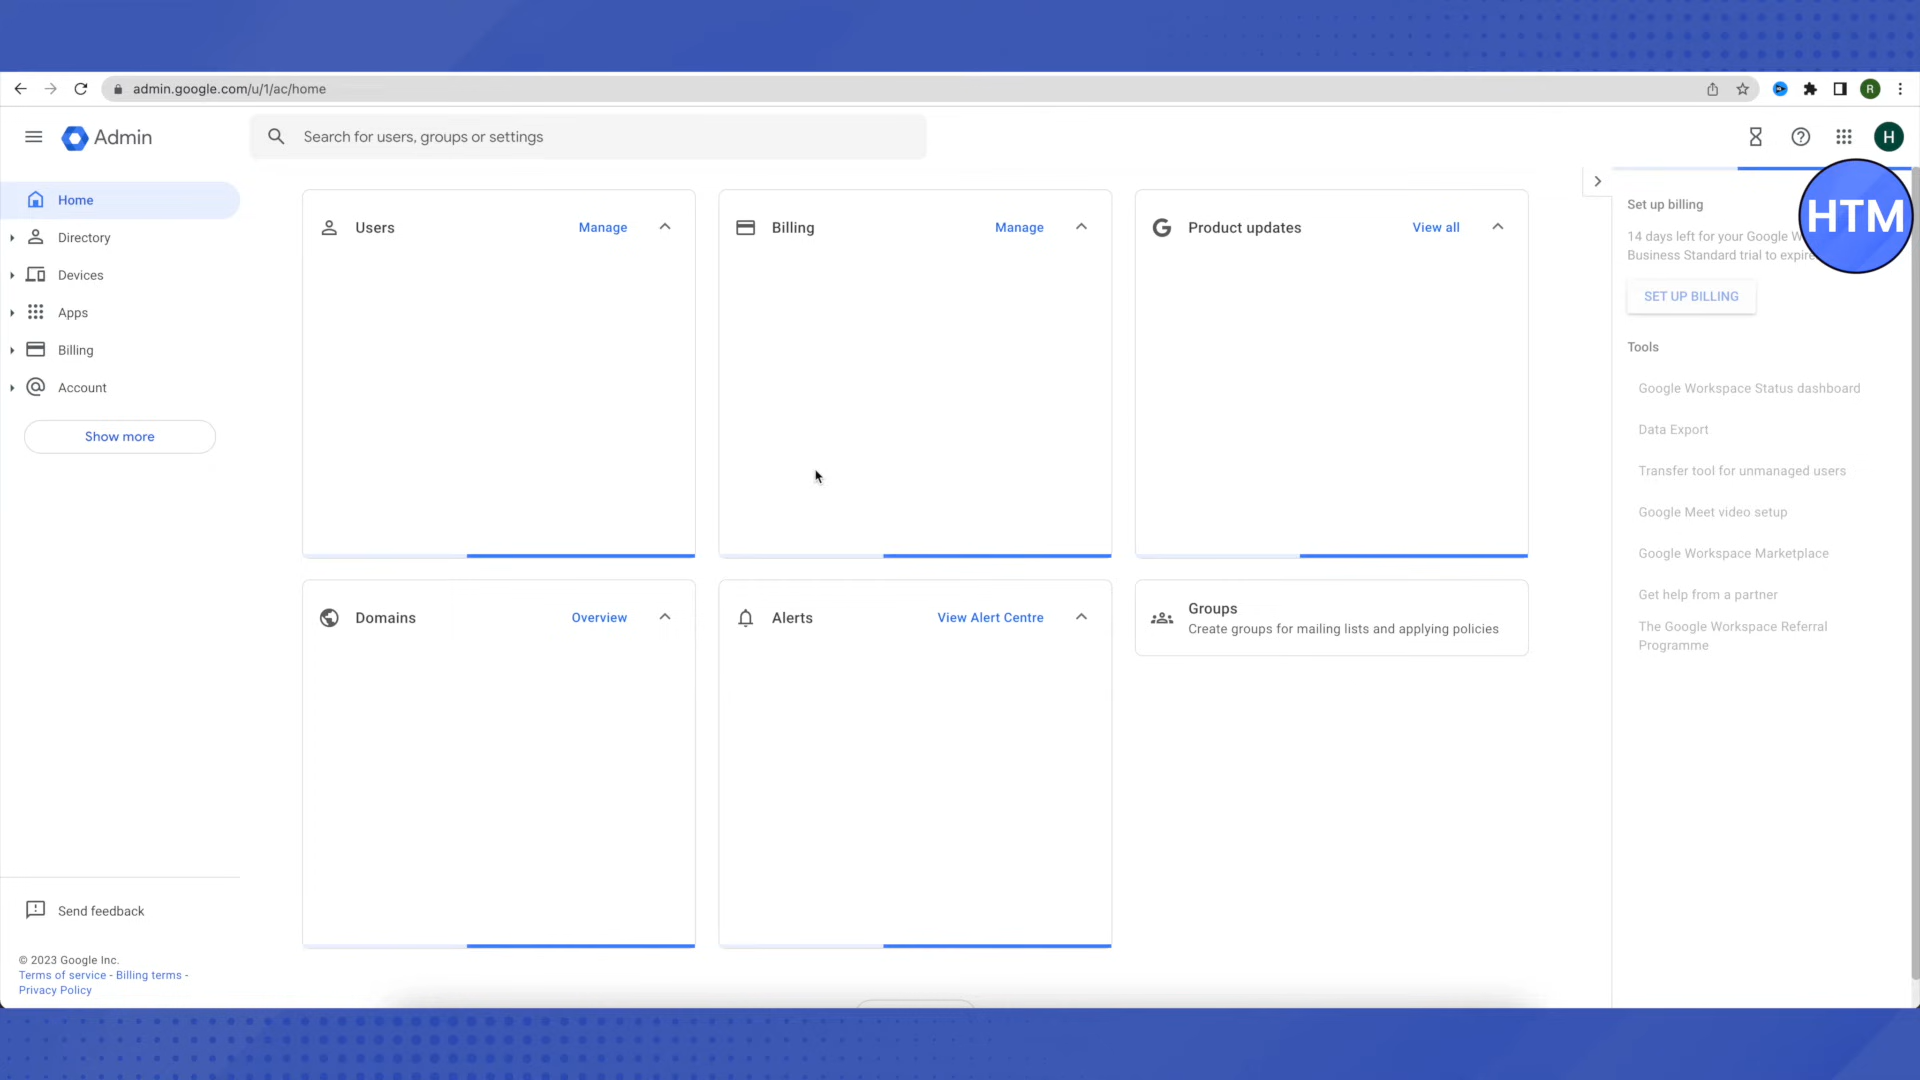 admin.google.com/u/1/ac/home
R
Admin
Search for users, groups or settings
H
HTM
Home
Directory
Devices
Apps
Billing
Account
Show more
Users
Manage
Billing
Manage
Product updates
View all
Domains
Overview
Alerts
View Alert Centre
Groups
Create groups for mailing lists and applying policies
Set up billing
14 days left for your Google
Business Standard trial to expire
SET UP BILLING
Tools
Google Workspace Status dashboard
Data Export
Transfer tool for unmanaged users
Google Meet video setup
Google Workspace Marketplace
Get help from a partner
The Google Workspace Referral
Programme
Send feedback
© 2023 Google Inc.
Terms of service - Billing terms -
Privacy Policy